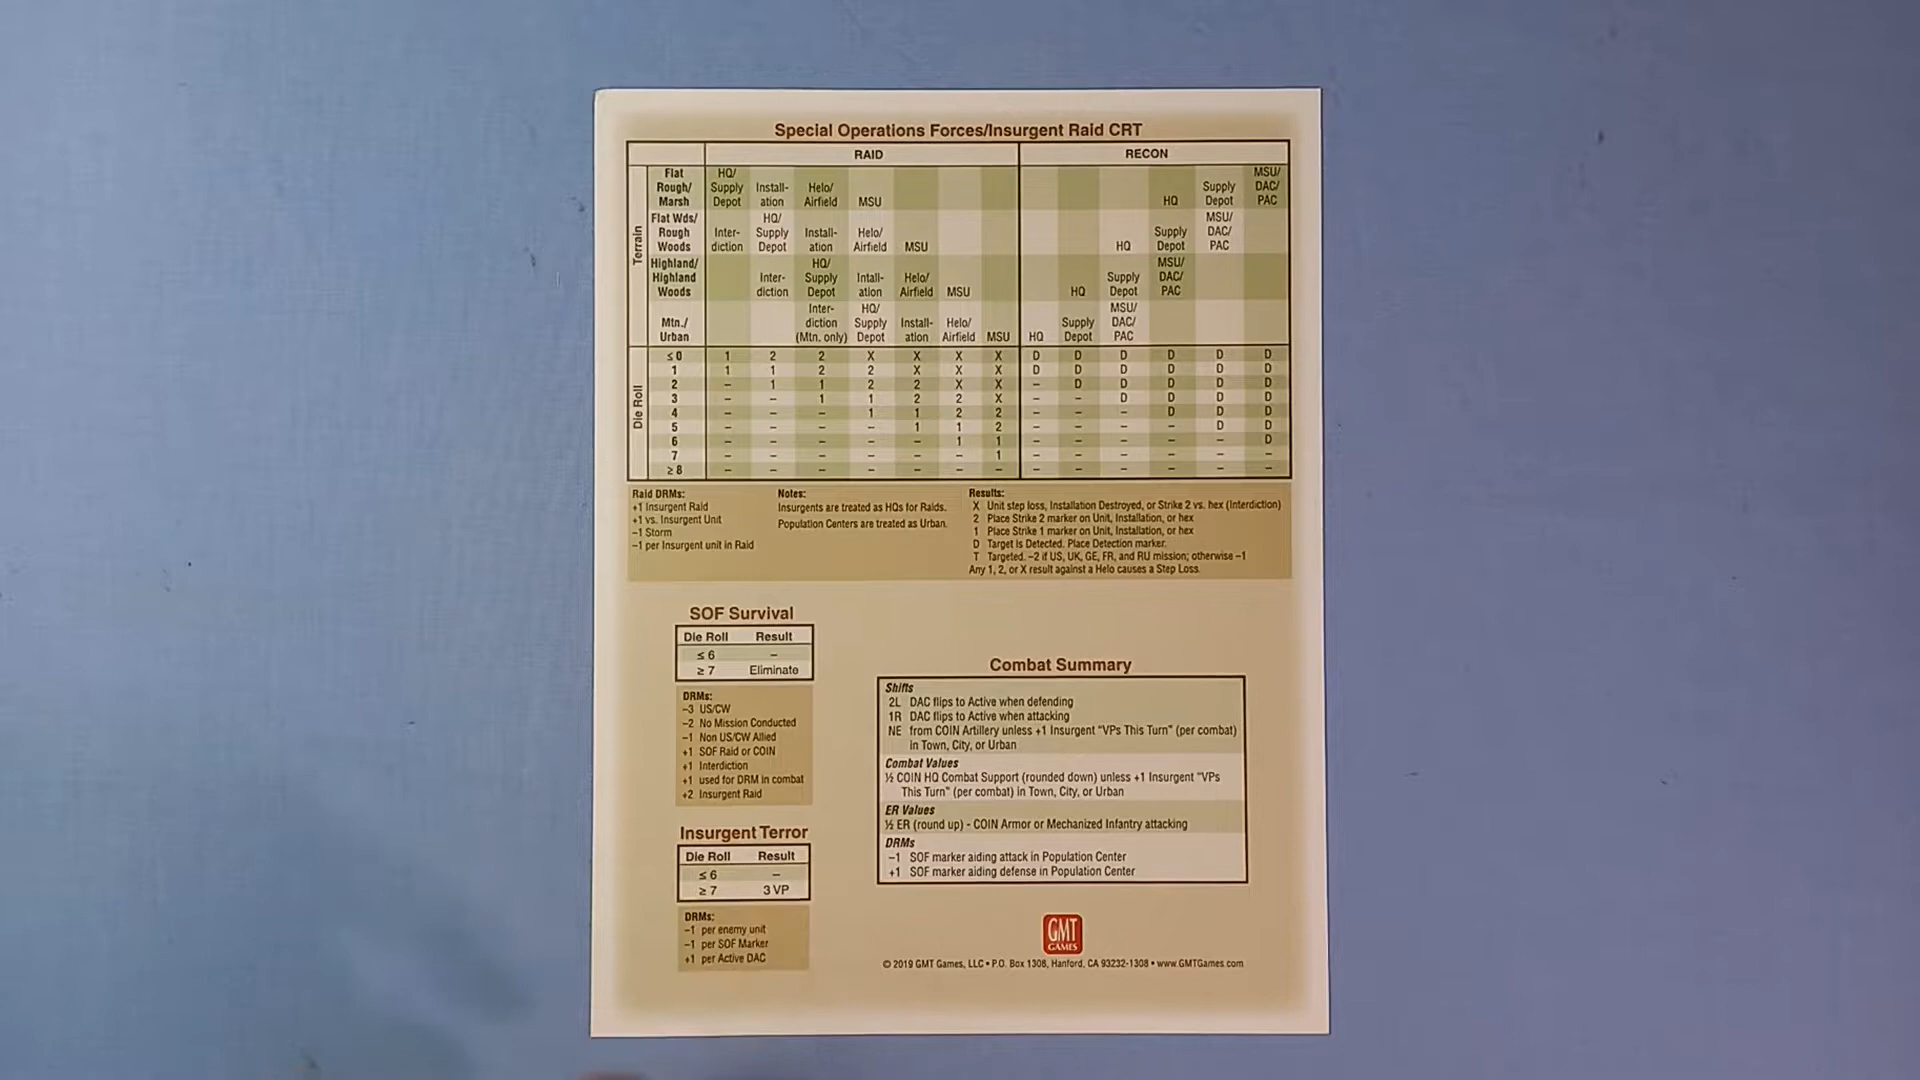 Special Operations Forces/Insurgent Raid CRT
RAID RECON
Terrain
Flat HQ/ MSU/
Rough/ Supply Install- Helo/ Supply DAC/
Marsh Depot ation Airfield MSU HQ Depot PAC
Flat Wds/ HQ/ MSU/
Rough Inter- Supply Install- Helo/ Supply DAC/
Woods diction Depot ation Airfield MSU HQ Depot PAC
Highland/ HQ/ MSU/
Highland Inter- Supply Intall- Helo/ Supply DAC/
Woods diction Depot ation Airfield MSU HQ Depot PAC
Inter- HQ/ MSU/
Mtn./ diction Supply Install- Helo/ Supply DAC/
Urban (Mtn. only) Depot ation Airfield MSU HQ Depot PAC
Die Roll
≤ 0 1 2 2 X X X X D D D D D D
1 1 1 2 2 X X X D D D D D D
2 – 1 1 2 2 X X – D D D D D
3 – – 1 1 2 2 X – – D D D D
4 – – – 1 1 2 2 – – – D D D
5 – – – – 1 1 2 – – – – D D
6 – – – – – 1 1 – – – – – D
7 – – – – – – 1 – – – – – –
≥ 8 – – – – – – – – – – – – –
Raid DRMs:
+1 Insurgent Raid
+1 vs. Insurgent Unit
–1 Storm
–1 per Insurgent unit in Raid
Notes:
Insurgents are treated as HQs for Raids.
Population Centers are treated as Urban.
Results:
X Unit step loss, Installation Destroyed, or Strike 2 vs. hex (Interdiction)
2 Place Strike 2 marker on Unit, Installation, or hex
1 Place Strike 1 marker on Unit, Installation, or hex
D Target is Detected. Place Detection marker.
T Targeted. –2 if US, UK, GE, FR, and RU mission; otherwise –1
Any 1, 2, or X result against a Helo causes a Step Loss.
SOF Survival
Die Roll Result
≤ 6 –
≥ 7 Eliminate
DRMs:
–3 US/CW
–2 No Mission Conducted
–1 Non US/CW Allied
+1 SOF Raid or COIN
+1 Interdiction
+1 used for DRM in combat
+2 Insurgent Raid
Insurgent Terror
Die Roll Result
≤ 6 –
≥ 7 3 VP
DRMs:
–1 per enemy unit
–1 per SOF Marker
+1 per Active DAC
Combat Summary
Shifts
2L DAC flips to Active when defending
1R DAC flips to Active when attacking
NE from COIN Artillery unless +1 Insurgent "VPs This Turn" (per combat)
in Town, City, or Urban
Combat Values
½ COIN HQ Combat Support (rounded down) unless +1 Insurgent "VPs
This Turn" (per combat) in Town, City, or Urban
ER Values
½ ER (round up) - COIN Armor or Mechanized Infantry attacking
DRMs
–1 SOF marker aiding attack in Population Center
+1 SOF marker aiding defense in Population Center
GMT
GAMES
© 2019 GMT Games, LLC • P.O. Box 1308, Hanford, CA 93232-1308 • www.GMTGames.com